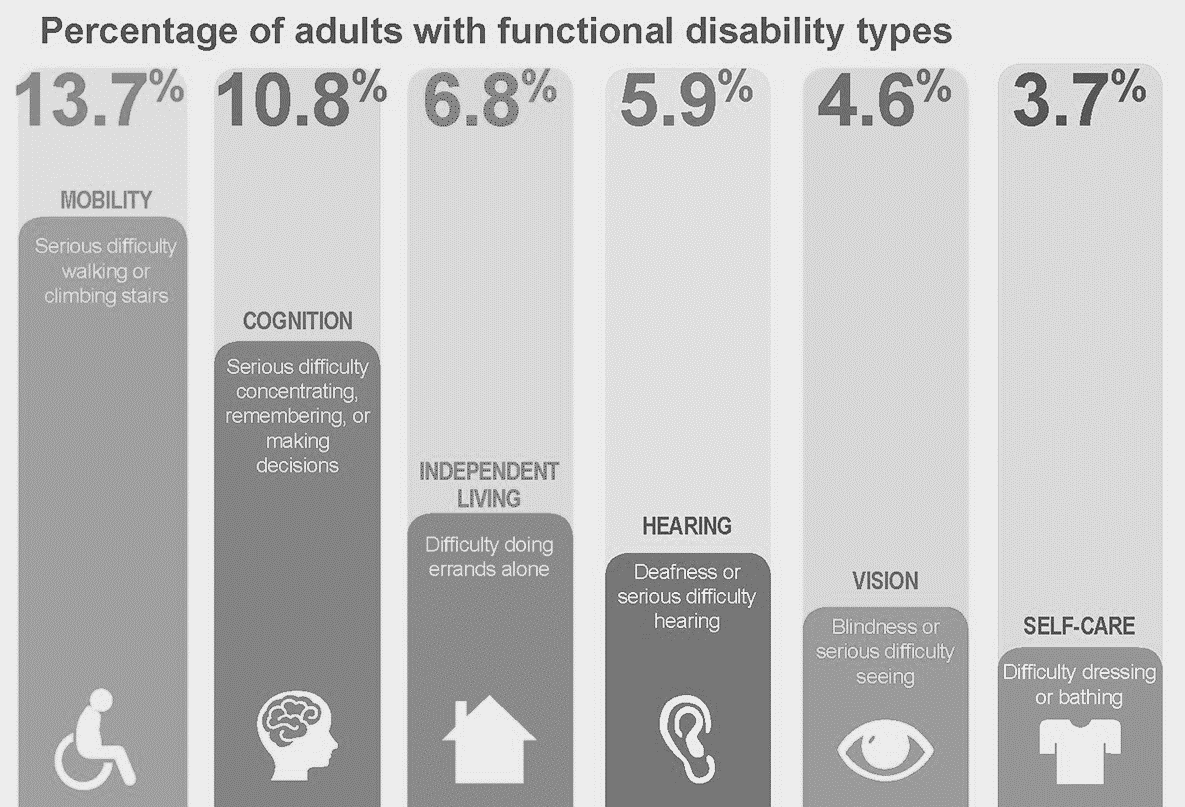 Percentage of adults with functional disability types
13.7%
10.8%
6.8%
5.9%
4.6%
3.7%
MOBILITY
Serious difficulty
walking or
climbing stairs
COGNITION
Serious difficulty
concentrating,
remembering, or
making
decisions
INDEPENDENT
LIVING
Difficulty doing
errands alone
HEARING
Deafness or
serious difficulty
hearing
VISION
Blindness or
serious difficulty
seeing
SELF-CARE
Difficulty dressing
or bathing